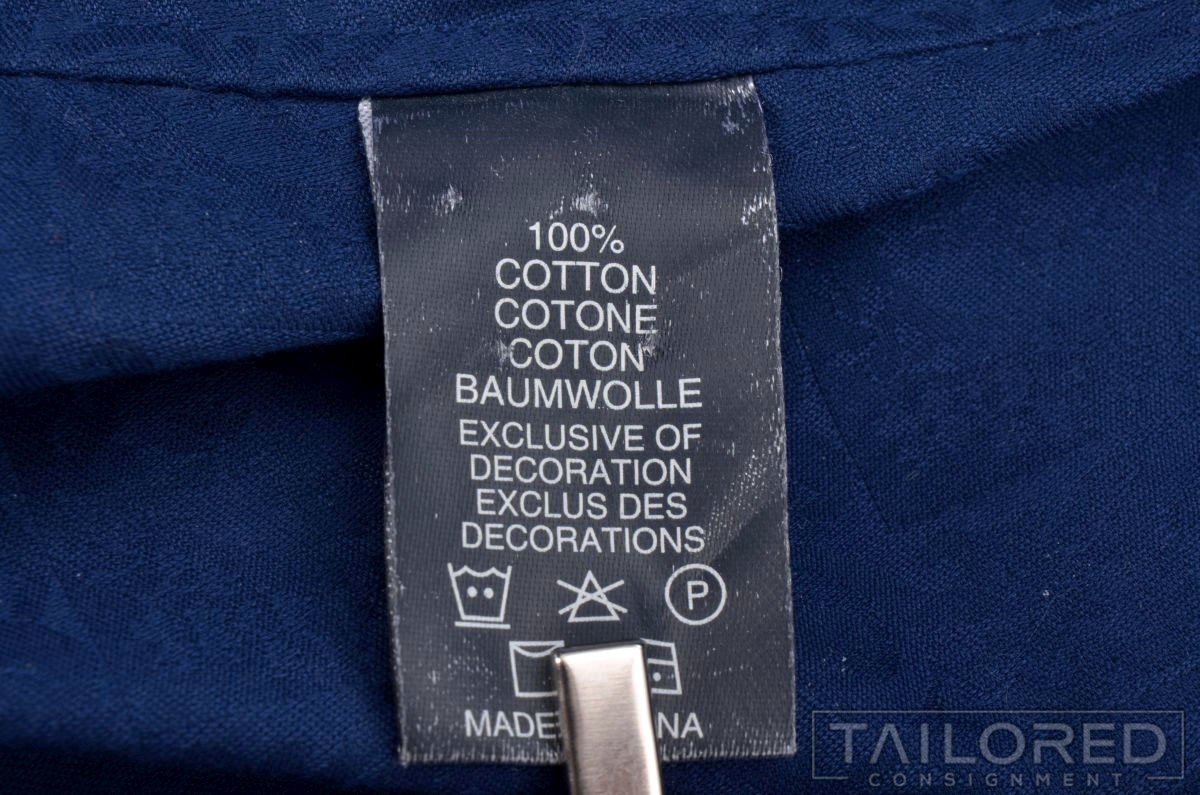 100%
COTTON
COTONE
COTON
BAUMWOLLE
EXCLUSIVE OF
DECORATION
EXCLUS DES
DECORATIONS
P
MADE
TAILORED
CONSIGNMENT